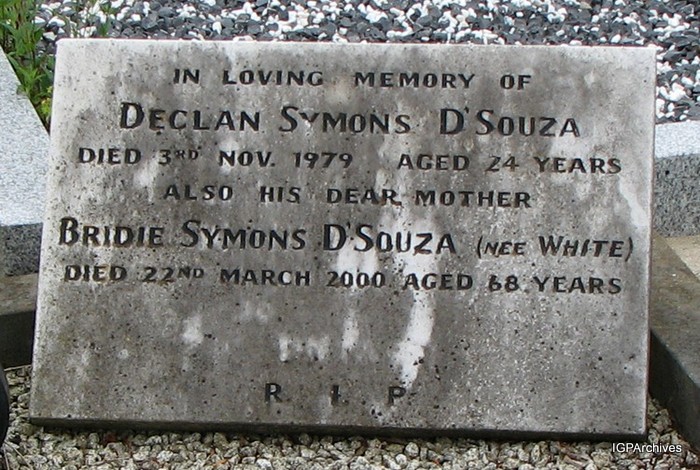 IN LOVING MEMORY OF
DECLAN SYMONS D'SOUZA
DIED 3RD NOV. 1979 AGED 24 YEARS
ALSO HIS DEAR MOTHER
BRIDIE SYMONS D'SOUZA (NEE WHITE)
DIED 22ND MARCH 2000 AGED 68 YEARS
R I P
IGPArchives